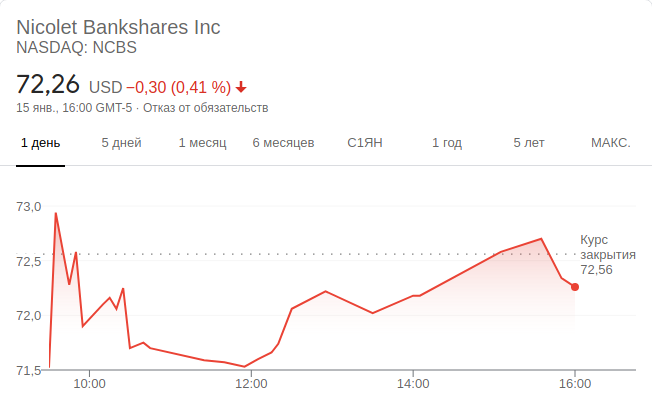 Nicolet Bankshares Inc
NASDAQ: NCBS
72,26 USD −0,30 (0,41 %)
15 янв., 16:00 GMT-5 · Отказ от обязательств
1 день 5 дней 1 месяц 6 месяцев С1ЯН 1 год 5 лет МАКС.
73,0
Курс
закрытия
72,5
72,56
72,0
71,5
10:00 12:00 14:00 16:00